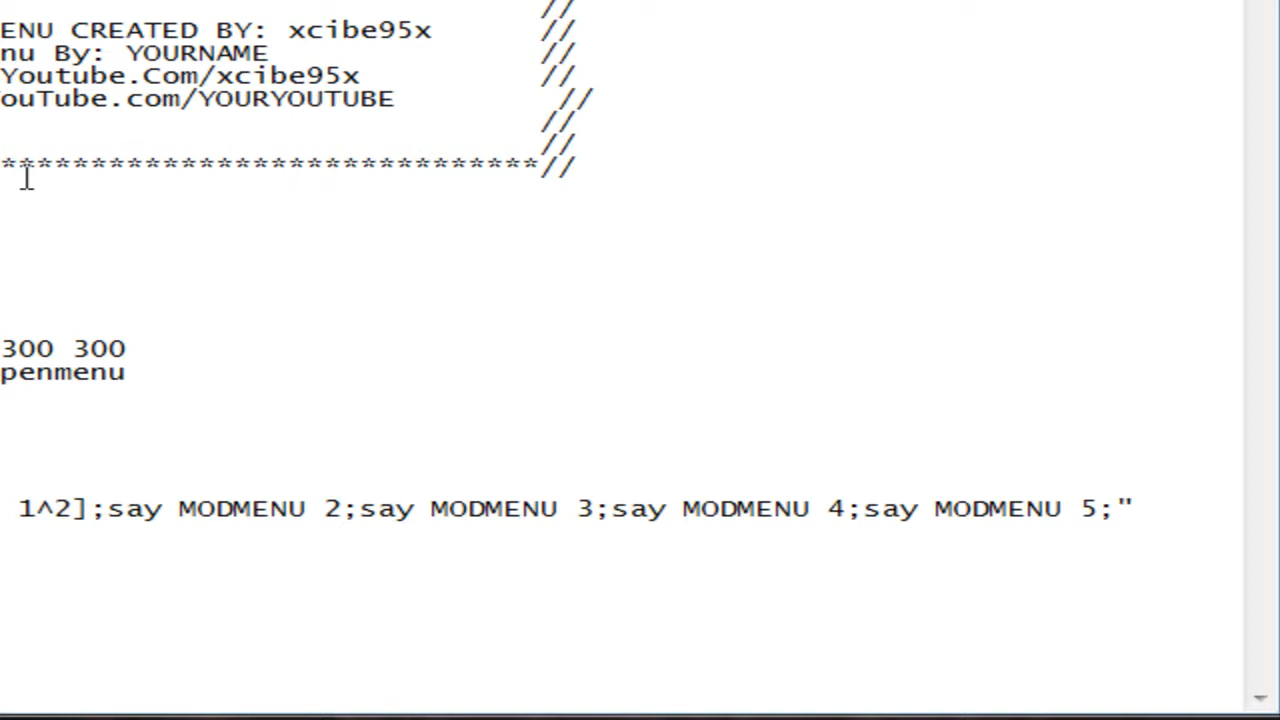 //
ENU CREATED BY: xcibe95x //
nu By: YOURNAME //
Youtube.Com/xcibe95x //
ouTube.com/YOURYOUTUBE //
//
//
******************************//
300 300
penmenu
1^2];say MODMENU 2;say MODMENU 3;say MODMENU 4;say MODMENU 5;"